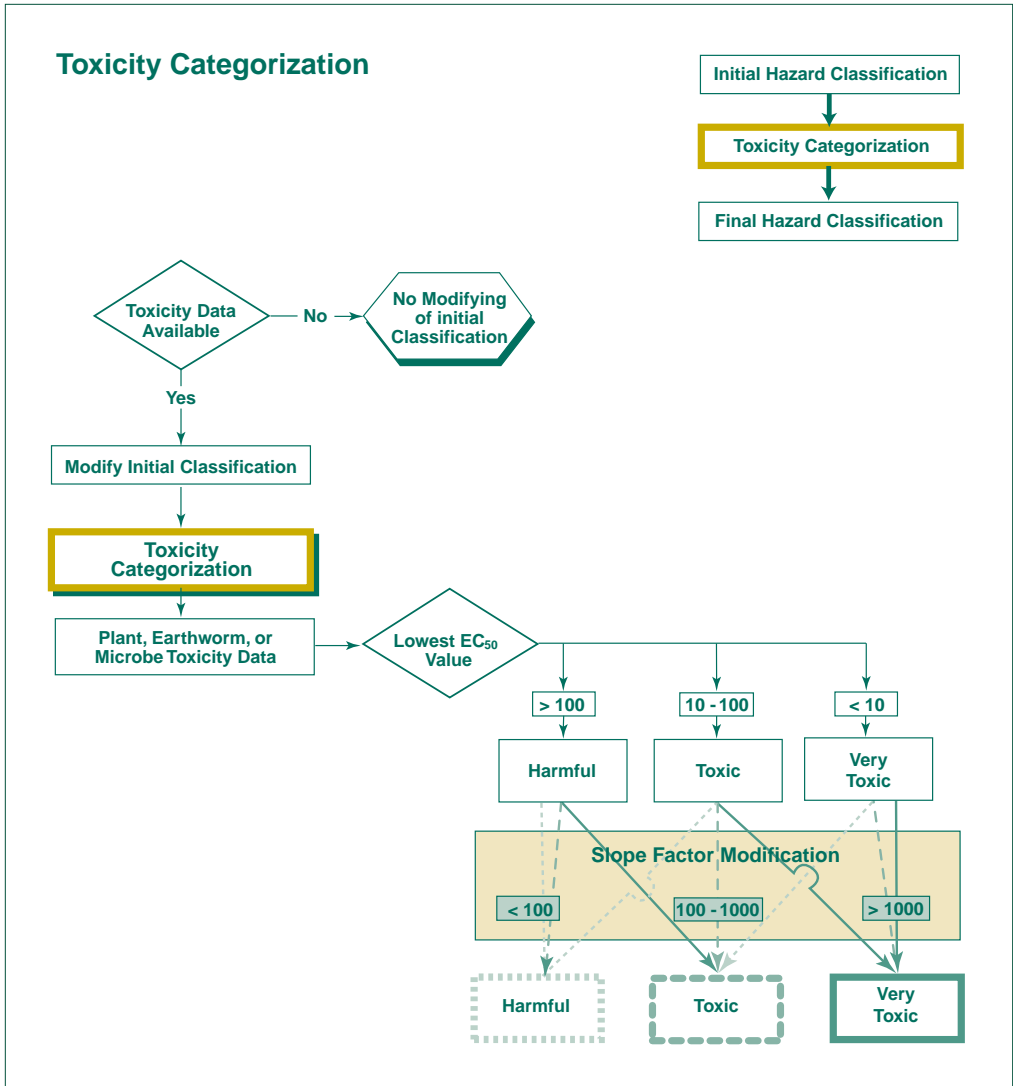 Toxicity Categorization
Initial Hazard Classification
Toxicity Categorization
Final Hazard Classification
Toxicity Data
Available
No
No Modifying
of initial
Classification
Yes
Modify Initial Classification
Toxicity
Categorization
Plant, Earthworm, or
Microbe Toxicity Data
Lowest EC₅₀
Value
> 100
10 - 100
< 10
Harmful
Toxic
Very
Toxic
Slope Factor Modification
< 100
100 - 1000
> 1000
Harmful
Toxic
Very
Toxic